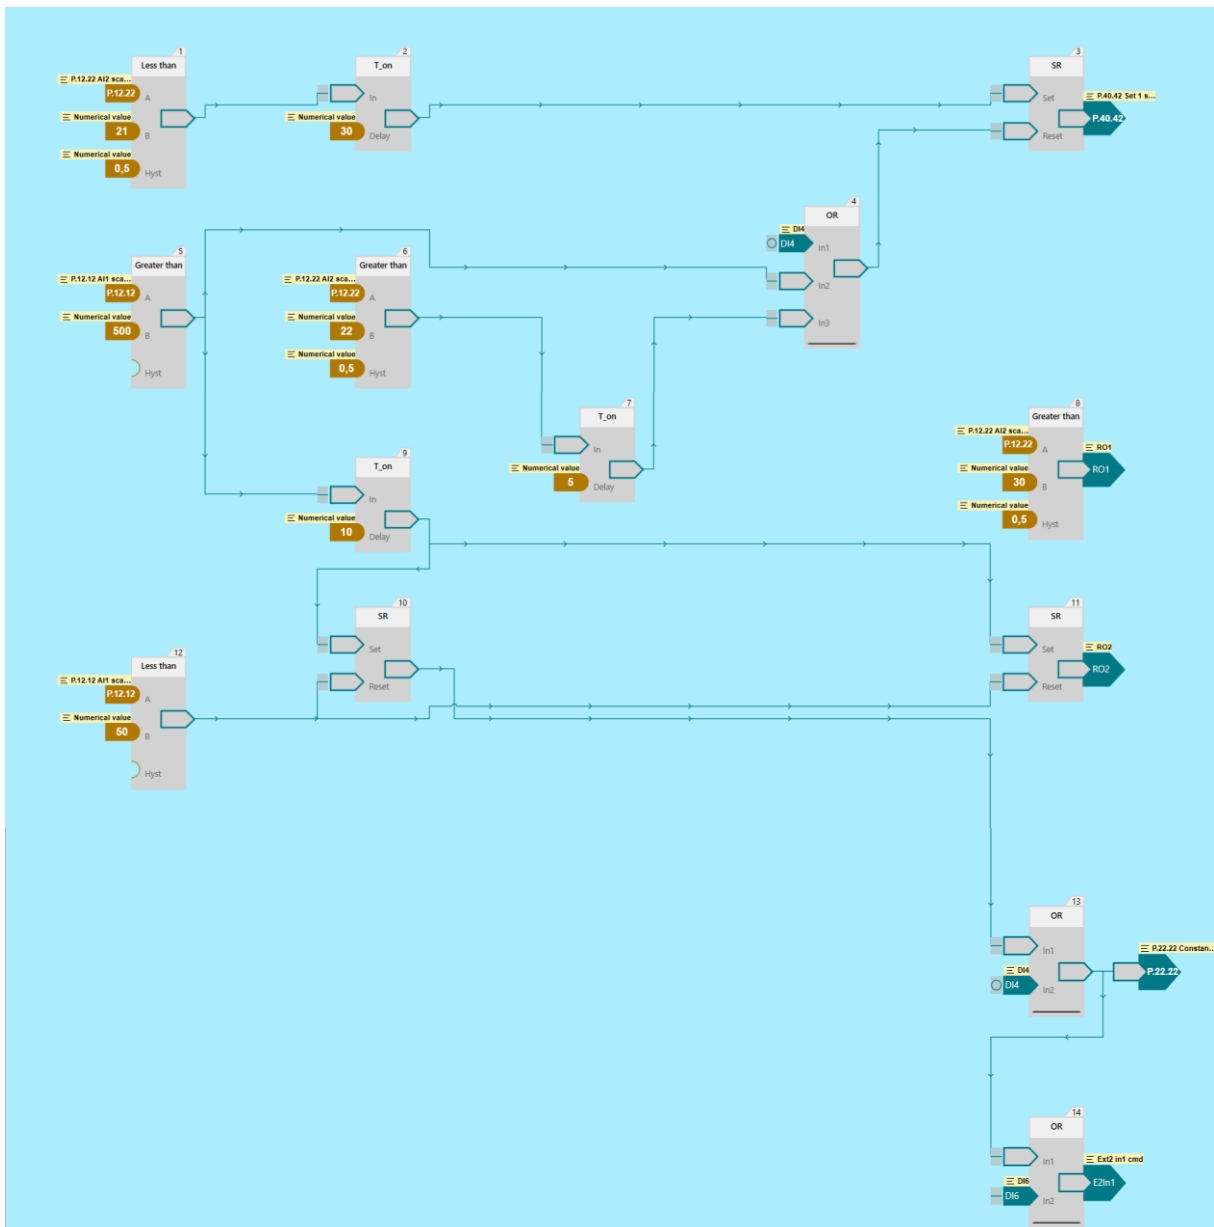 1
Less than
P.12.22 AI2 sca...
P.12.22
A
Numerical value
21
B
Numerical value
0,5
Hyst
2
T_on
In
Numerical value
30
Delay
3
SR
Set
P.40.42 Set 1 s...
P.40.42
Reset
4
OR
DI4
DI4
In1
In2
In3
5
Greater than
P.12.12 AI1 sca...
P.12.12
A
Numerical value
500
B
Hyst
6
Greater than
P.12.22 AI2 sca...
P.12.22
A
Numerical value
22
B
Numerical value
0,5
Hyst
7
T_on
In
Numerical value
5
Delay
8
Greater than
P.12.22 AI2 sca...
P.12.22
A
RO1
RO1
Numerical value
30
B
Numerical value
0,5
Hyst
9
T_on
In
Numerical value
10
Delay
10
SR
Set
Reset
11
SR
Set
RO2
RO2
Reset
12
Less than
P.12.12 AI1 sca...
P.12.12
A
Numerical value
50
B
Hyst
13
OR
In1
DI4
DI4
In2
P.22.22 Constan...
P.22.22
14
OR
In1
Ext2 in1 cmd
E2In1
DI6
DI6
In2